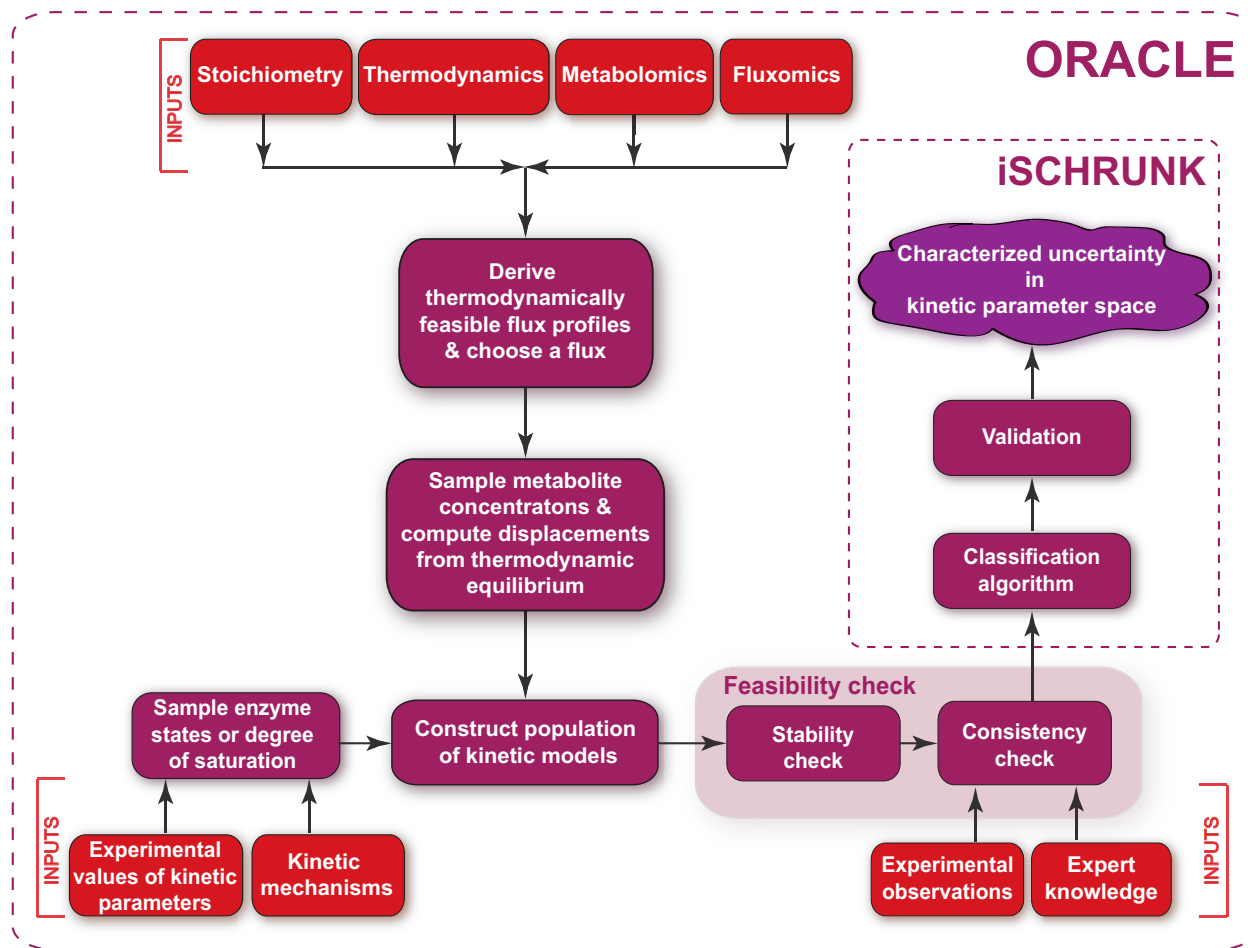 ORACLE
INPUTS
Stoichiometry
Thermodynamics
Metabolomics
Fluxomics
iSCHRUNK
Characterized uncertainty
in
kinetic parameter space
Derive
thermodynamically
feasible flux profiles
& choose a flux
Validation
Sample metabolite
concentratons &
compute displacements
from thermodynamic
equilibrium
Classification
algorithm
Feasibility check
Sample enzyme
states or degree
of saturation
Construct population
of kinetic models
Stability
check
Consistency
check
INPUTS
Experimental
values of kinetic
parameters
Kinetic
mechanisms
Experimental
observations
Expert
knowledge
INPUTS